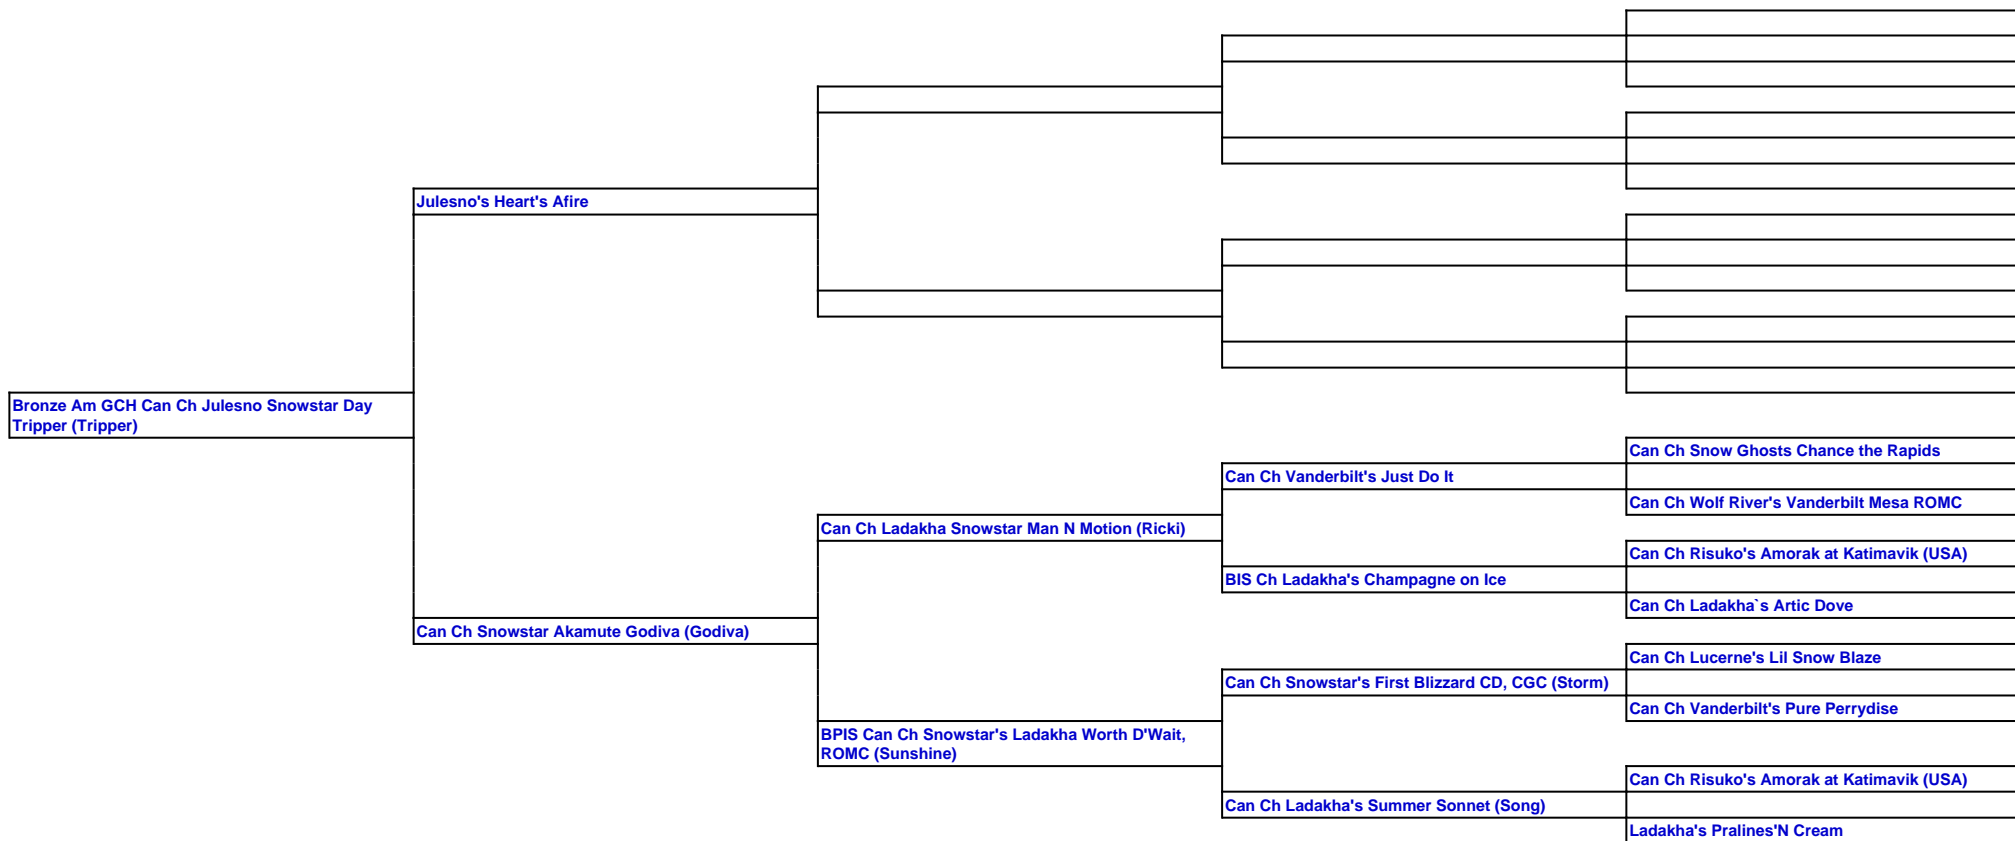 Julesno's Heart's Afire
Bronze Am GCH Can Ch Julesno Snowstar Day
Tripper (Tripper)
Can Ch Snow Ghosts Chance the Rapids
Can Ch Vanderbilt's Just Do It
Can Ch Wolf River's Vanderbilt Mesa ROMC
Can Ch Ladakha Snowstar Man N Motion (Ricki)
Can Ch Risuko's Amorak at Katimavik (USA)
BIS Ch Ladakha's Champagne on Ice
Can Ch Ladakha`s Artic Dove
Can Ch Snowstar Akamute Godiva (Godiva)
Can Ch Lucerne's Lil Snow Blaze
Can Ch Snowstar's First Blizzard CD, CGC (Storm)
Can Ch Vanderbilt's Pure Perrydise
BPIS Can Ch Snowstar's Ladakha Worth D'Wait,
ROMC (Sunshine)
Can Ch Risuko's Amorak at Katimavik (USA)
Can Ch Ladakha's Summer Sonnet (Song)
Ladakha's Pralines'N Cream